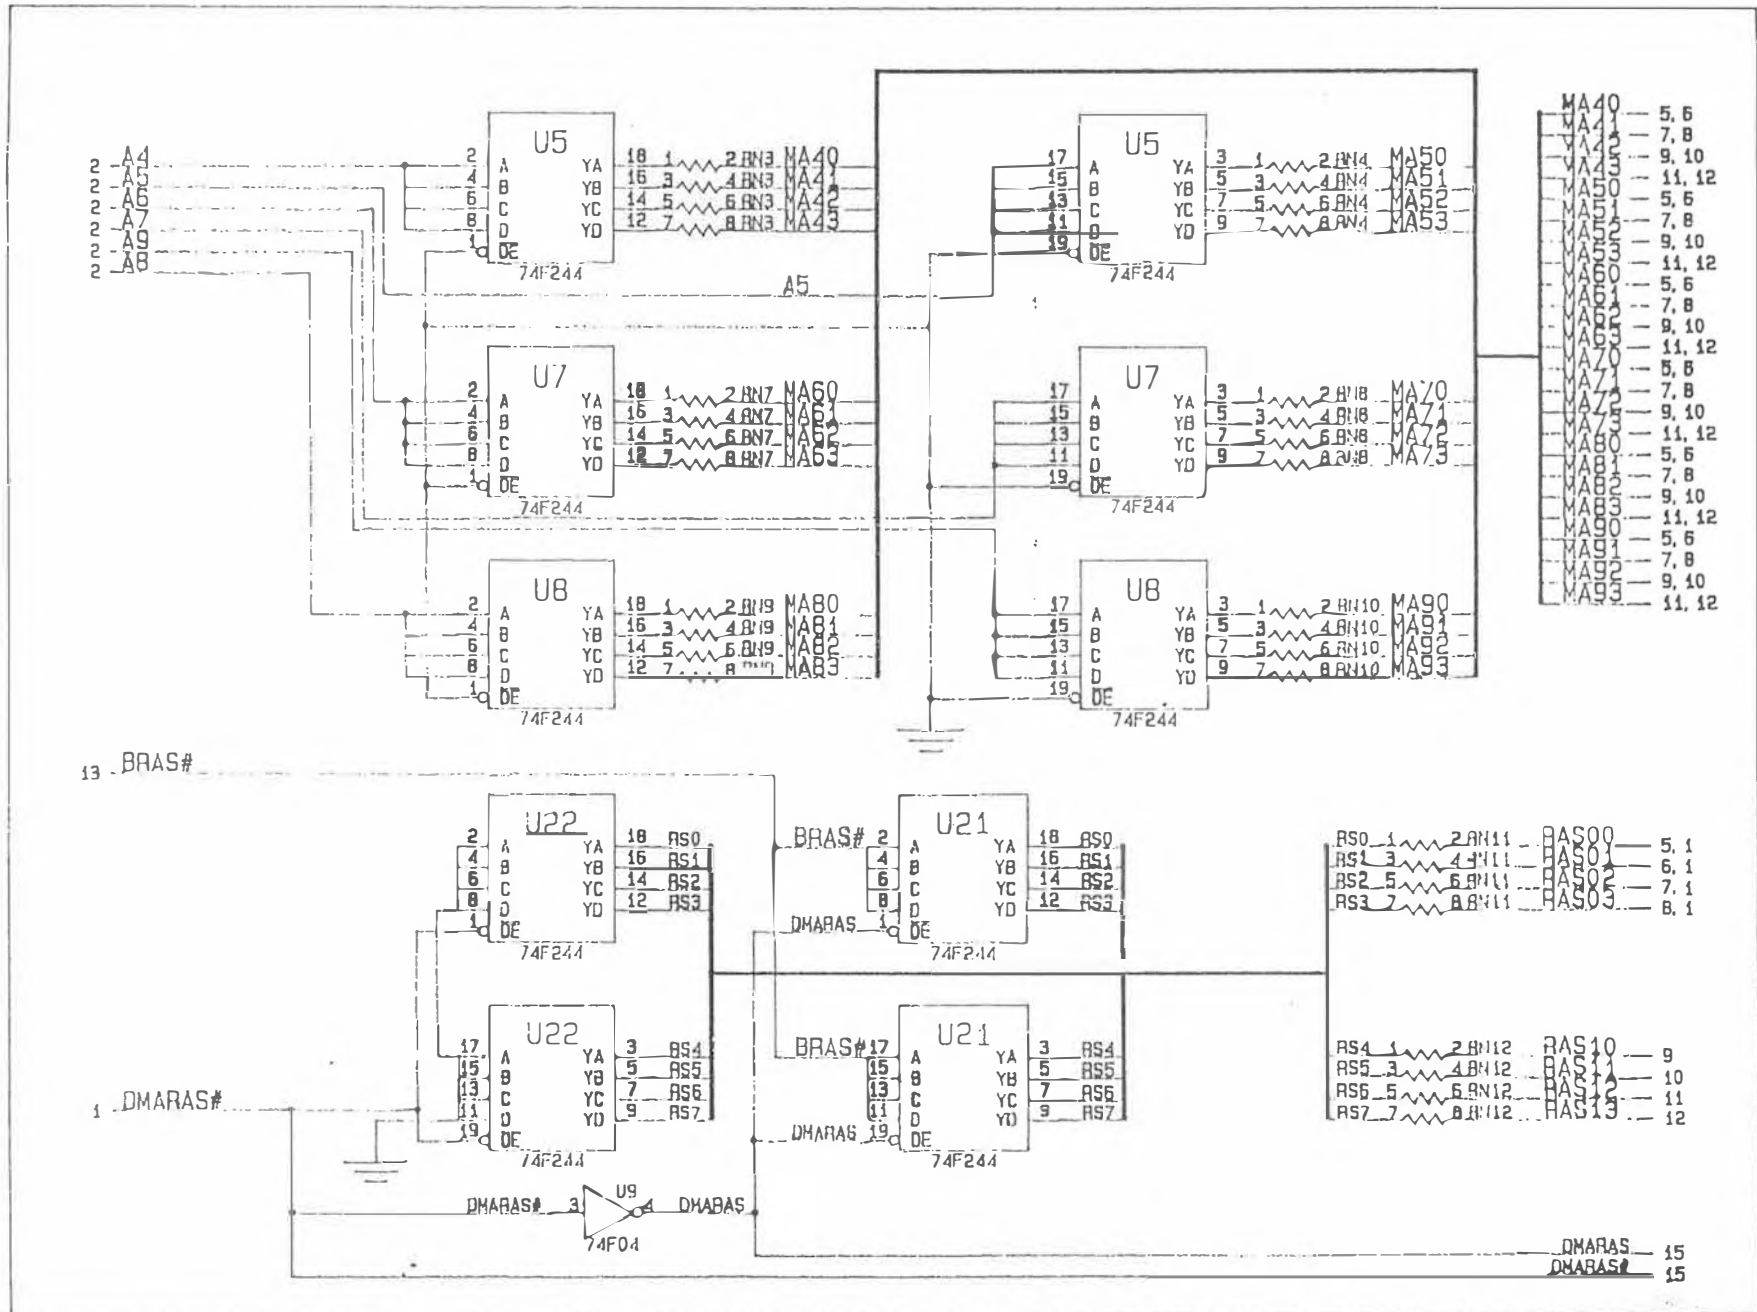 2 A4
2 A5
2 A6
2 A7
2 A9
2 A8
U5
2 A YA 18 1 2 RN3 MA40
4 B YB 16 3 4 RN3 MA41
6 C YC 14 5 6 RN3 MA42
8 D YD 12 7 8 RN3 MA43
1 OE
74F244
A5
U5
17 A YA 3 1 2 RN4 MA50
15 B YB 5 3 4 RN4 MA51
13 C YC 7 5 6 RN4 MA52
11 D YD 9 7 8 RN4 MA53
19 OE
74F244
U7
2 A YA 18 1 2 RN7 MA60
4 B YB 16 3 4 RN7 MA61
6 C YC 14 5 6 RN7 MA62
8 D YD 12 7 8 RN7 MA63
1 OE
74F244
U7
17 A YA 3 1 2 RN8 MA70
15 B YB 5 3 4 RN8 MA71
13 C YC 7 5 6 RN8 MA72
11 D YD 9 7 8 RN8 MA73
19 OE
74F244
U8
2 A YA 18 1 2 RN9 MA80
4 B YB 16 3 4 RN9 MA81
6 C YC 14 5 6 RN9 MA82
8 D YD 12 7 8 MA83
1 OE
74F244
U8
17 A YA 3 1 2 RN10 MA90
15 B YB 5 3 4 RN10 MA91
13 C YC 7 5 6 RN10 MA92
11 D YD 9 7 8 RN10 MA93
19 OE
74F244
MA40 5, 6
MA41 7, 8
MA42 9, 10
MA43 11, 12
MA50 5, 6
MA51 7, 8
MA52 9, 10
MA53 11, 12
MA60 5, 6
MA61 7, 8
MA62 9, 10
MA63 11, 12
MA70 5, 6
MA71 7, 8
MA72 9, 10
MA73 11, 12
MA80 5, 6
MA81 7, 8
MA82 9, 10
MA83 11, 12
MA90 5, 6
MA91 7, 8
MA92 9, 10
MA93 11, 12
13 BRAS#
U22
2 A YA 18 RS0
4 B YB 16 RS1
6 C YC 14 RS2
8 D YD 12 RS3
1 OE
74F244
U21
BRAS# 2 A YA 18 RS0
4 B YB 16 RS1
6 C YC 14 RS2
8 D YD 12 RS3
DMARAS 1 OE
74F244
RS0 1 2 RN11 RAS00 5, 1
RS1 3 4 RN11 RAS01 6, 1
RS2 5 6 RN11 RAS02 7, 1
RS3 7 8 RN11 RAS03 8, 1
U22
17 A YA 3 RS4
15 B YB 5 RS5
13 C YC 7 RS6
11 D YD 9 RS7
19 OE
74F244
1 DMARAS#
U21
BRAS# 17 A YA 3 RS4
15 B YB 5 RS5
13 C YC 7 RS6
11 D YD 9 RS7
DMARAS 19 OE
74F244
RS4 1 2 RN12 RAS10 9
RS5 3 4 RN12 RAS11 10
RS6 5 6 RN12 RAS12 11
RS7 7 8 RN12 RAS13 12
U9
DMARAS# 3 4 DMARAS
74F04
DMARAS 15
DMARAS# 15